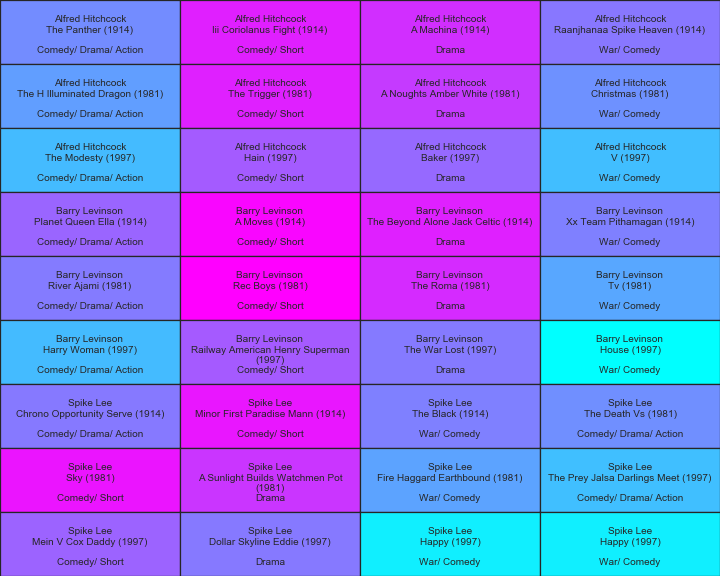 Alfred Hitchcock
The Panther (1914)
Comedy/ Drama/ Action
Alfred Hitchcock
Iii Coriolanus Fight (1914)
Comedy/ Short
Alfred Hitchcock
A Machina (1914)
Drama
Alfred Hitchcock
Raanjhanaa Spike Heaven (1914)
War/ Comedy
Alfred Hitchcock
The H Illuminated Dragon (1981)
Comedy/ Drama/ Action
Alfred Hitchcock
The Trigger (1981)
Comedy/ Short
Alfred Hitchcock
A Noughts Amber White (1981)
Drama
Alfred Hitchcock
Christmas (1981)
War/ Comedy
Alfred Hitchcock
The Modesty (1997)
Comedy/ Drama/ Action
Alfred Hitchcock
Hain (1997)
Comedy/ Short
Alfred Hitchcock
Baker (1997)
Drama
Alfred Hitchcock
V (1997)
War/ Comedy
Barry Levinson
Planet Queen Ella (1914)
Comedy/ Drama/ Action
Barry Levinson
A Moves (1914)
Comedy/ Short
Barry Levinson
The Beyond Alone Jack Celtic (1914)
Drama
Barry Levinson
Xx Team Pithamagan (1914)
War/ Comedy
Barry Levinson
River Ajami (1981)
Comedy/ Drama/ Action
Barry Levinson
Rec Boys (1981)
Comedy/ Short
Barry Levinson
The Roma (1981)
Drama
Barry Levinson
Tv (1981)
War/ Comedy
Barry Levinson
Harry Woman (1997)
Comedy/ Drama/ Action
Barry Levinson
Railway American Henry Superman
(1997)
Comedy/ Short
Barry Levinson
The War Lost (1997)
Drama
Barry Levinson
House (1997)
War/ Comedy
Spike Lee
Chrono Opportunity Serve (1914)
Comedy/ Drama/ Action
Spike Lee
Minor First Paradise Mann (1914)
Comedy/ Short
Spike Lee
The Black (1914)
War/ Comedy
Spike Lee
The Death Vs (1981)
Comedy/ Drama/ Action
Spike Lee
Sky (1981)
Comedy/ Short
Spike Lee
A Sunlight Builds Watchmen Pot
(1981)
Drama
Spike Lee
Fire Haggard Earthbound (1981)
War/ Comedy
Spike Lee
The Prey Jalsa Darlings Meet (1997)
Comedy/ Drama/ Action
Spike Lee
Mein V Cox Daddy (1997)
Comedy/ Short
Spike Lee
Dollar Skyline Eddie (1997)
Drama
Spike Lee
Happy (1997)
War/ Comedy
Spike Lee
Happy (1997)
War/ Comedy